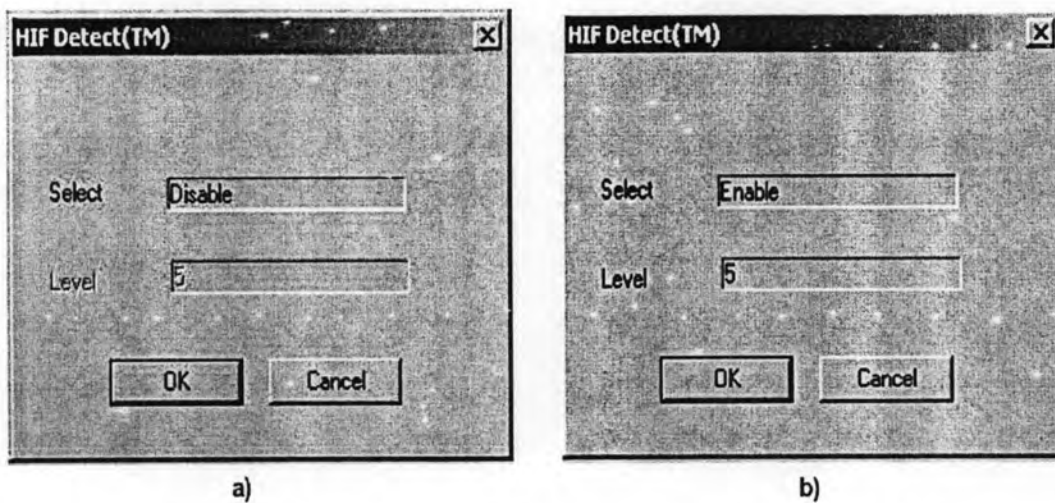 HIF Detect(TM)
Select Disable
Level 5
OK Cancel
a)
HIF Detect(TM)
Select Enable
Level 5
OK Cancel
b)